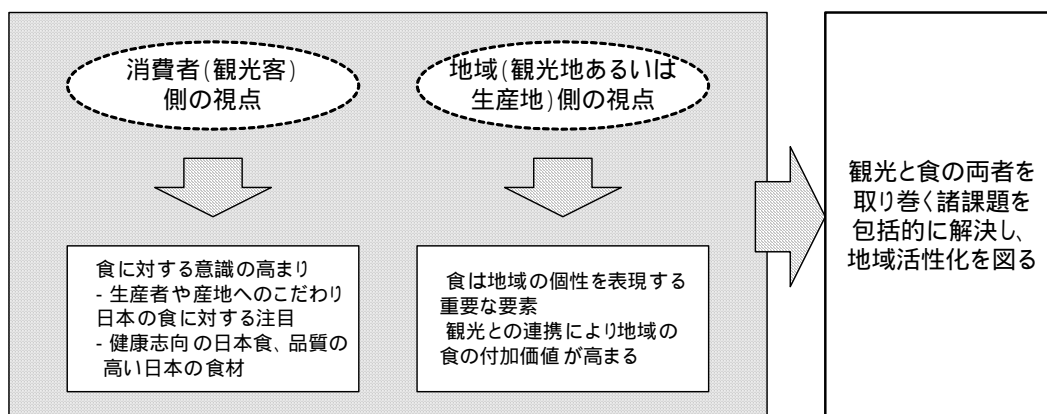 消費者(観光客)
側の視点
地域(観光地あるいは
生産地)側の視点
食に対する意識の高まり
- 生産者や産地へのこだわり
日本の食に対する注目
- 健康志向の日本食、品質の
高い日本の食材
食は地域の個性を表現する
重要な要素
観光との連携により地域の
食の付加価値が高まる
観光と食の両者を
取り巻く諸課題を
包括的に解決し、
地域活性化を図る